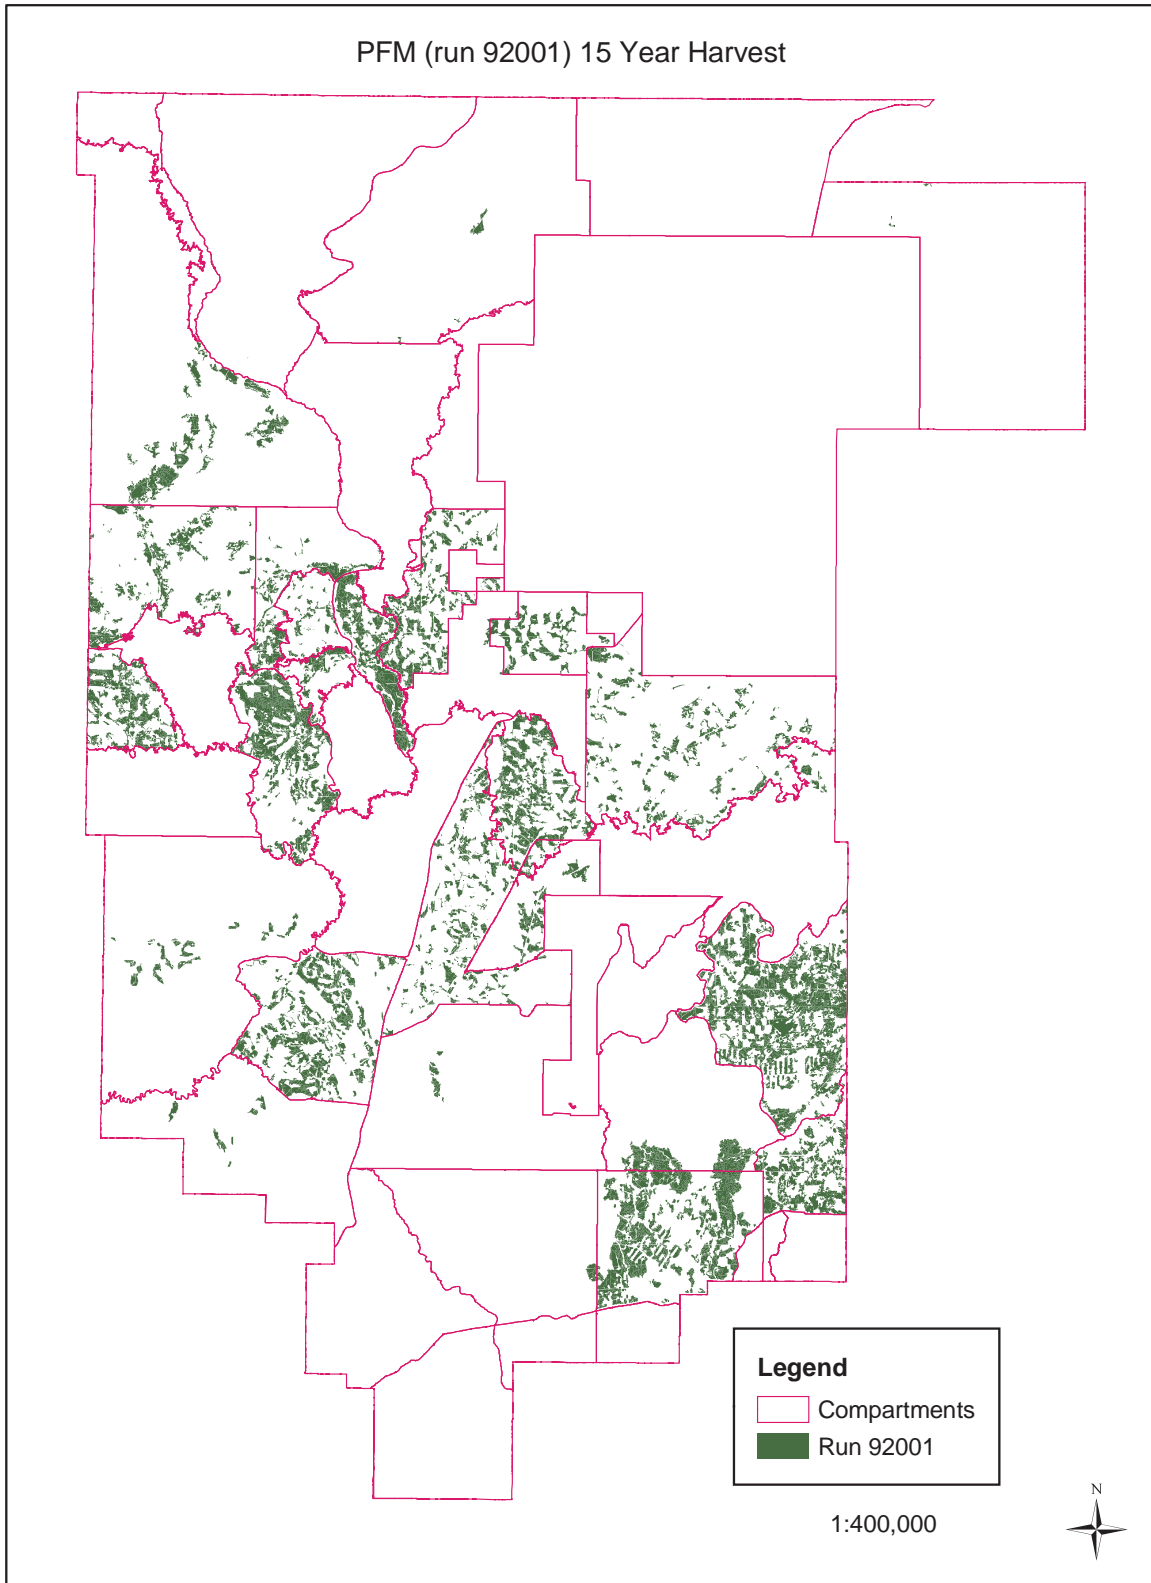 PFM (run 92001) 15 Year Harvest
Legend
Compartments
Run 92001
1:400,000
N